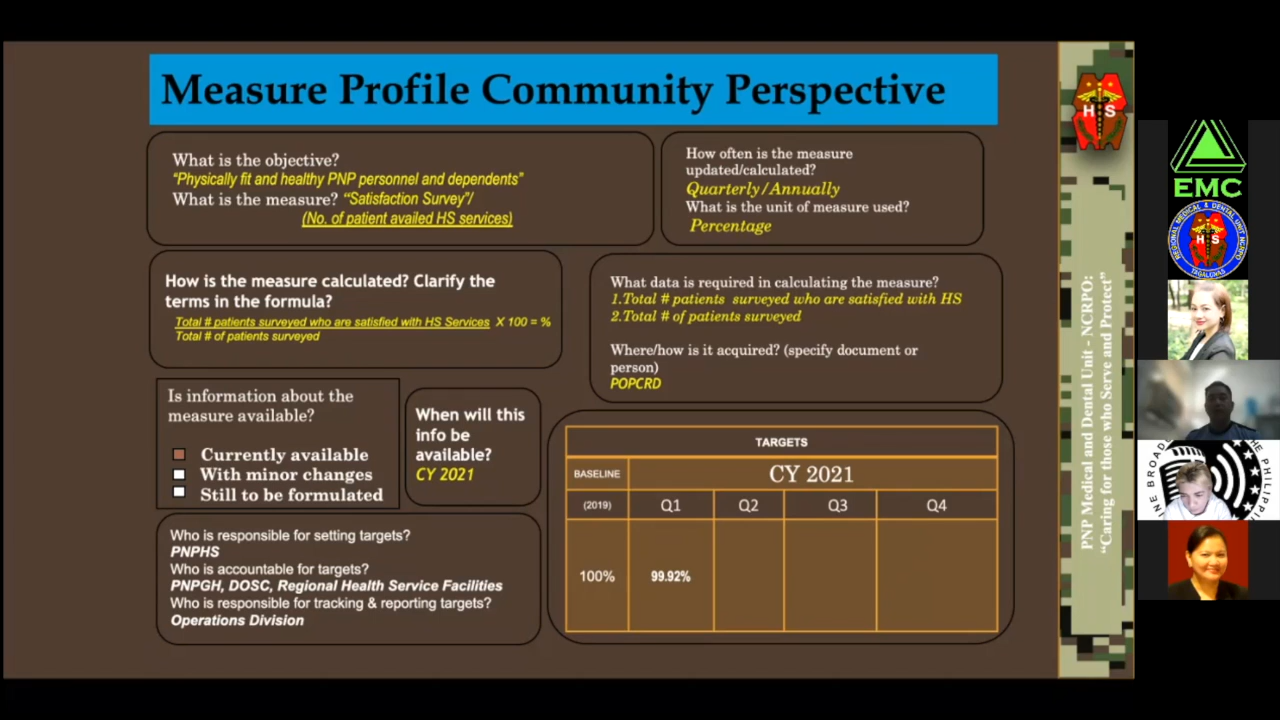 Measure Profile Community Perspective
What is the objective?
“Physically fit and healthy PNP personnel and dependents”
What is the measure? “Satisfaction Survey”/
(No. of patient availed HS services)
How often is the measure
updated/calculated?
Quarterly/Annually
What is the unit of measure used?
Percentage
How is the measure calculated? Clarify the
terms in the formula?
Total # patients surveyed who are satisfied with HS Services X 100 = %
Total # of patients surveyed
What data is required in calculating the measure?
1.Total # patients surveyed who are satisfied with HS
2.Total # of patients surveyed
Where/how is it acquired? (specify document or
person)
POPCRD
Is information about the
measure available?
Currently available
With minor changes
Still to be formulated
When will this
info be
available?
CY 2021
Who is responsible for setting targets?
PNPHS
Who is accountable for targets?
PNPGH, DOSC, Regional Health Service Facilities
Who is responsible for tracking & reporting targets?
Operations Division
TARGETS
BASELINE CY 2021
(2019) Q1 Q2 Q3 Q4
100% 99.92%
H S
PNP Medical and Dental Unit - NCRPO:
“Caring for those who Serve and Protect”
EMC
REGIONAL MEDICAL & DENTAL UNIT NCRPO
H S
TAGALUNAS